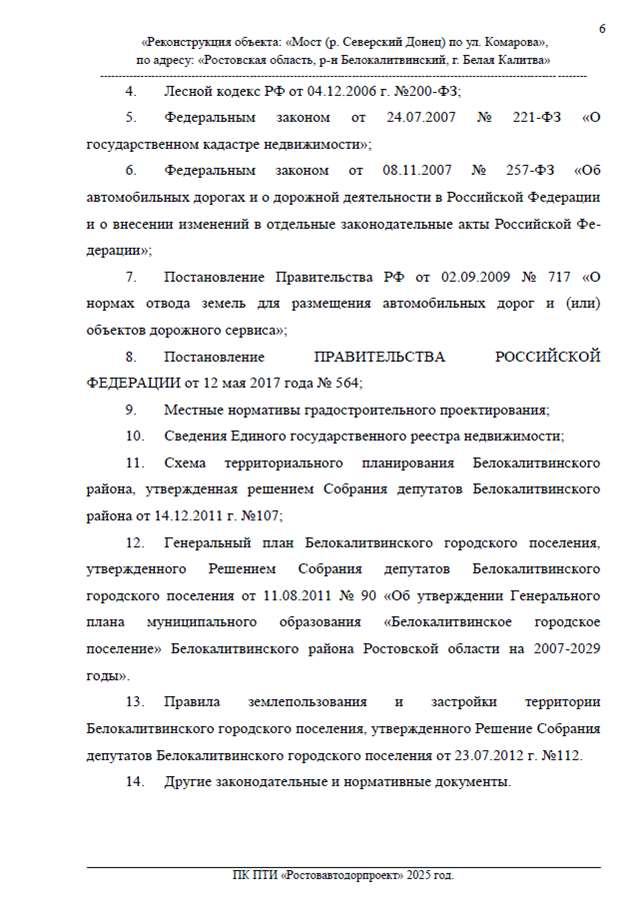 6
«Реконструкция объекта: «Мост (р. Северский Донец) по ул. Комарова»,
по адресу: «Ростовская область, р-н Белокалитвинский, г. Белая Калитва»
4. Лесной кодекс РФ от 04.12.2006 г. №200-ФЗ;
5. Федеральным законом от 24.07.2007 № 221-ФЗ «О
государственном кадастре недвижимости»;
6. Федеральным законом от 08.11.2007 № 257-ФЗ «Об
автомобильных дорогах и о дорожной деятельности в Российской Федерации
и о внесении изменений в отдельные законодательные акты Российской Фе-
дерации»;
7. Постановление Правительства РФ от 02.09.2009 № 717 «О
нормах отвода земель для размещения автомобильных дорог и (или)
объектов дорожного сервиса»;
8. Постановление ПРАВИТЕЛЬСТВА РОССИЙСКОЙ
ФЕДЕРАЦИИ от 12 мая 2017 года № 564;
9. Местные нормативы градостроительного проектирования;
10. Сведения Единого государственного реестра недвижимости;
11. Схема территориального планирования Белокалитвинского
района, утвержденная решением Собрания депутатов Белокалитвинского
района от 14.12.2011 г. №107;
12. Генеральный план Белокалитвинского городского поселения,
утвержденного Решением Собрания депутатов Белокалитвинского
городского поселения от 11.08.2011 № 90 «Об утверждении Генерального
плана муниципального образования «Белокалитвинское городское
поселение» Белокалитвинского района Ростовской области на 2007-2029
годы».
13. Правила землепользования и застройки территории
Белокалитвинского городского поселения, утвержденного Решение Собрания
депутатов Белокалитвинского городского поселения от 23.07.2012 г. №112.
14. Другие законодательные и нормативные документы.
ПК ПТИ «Ростовавтодорпроект» 2025 год.